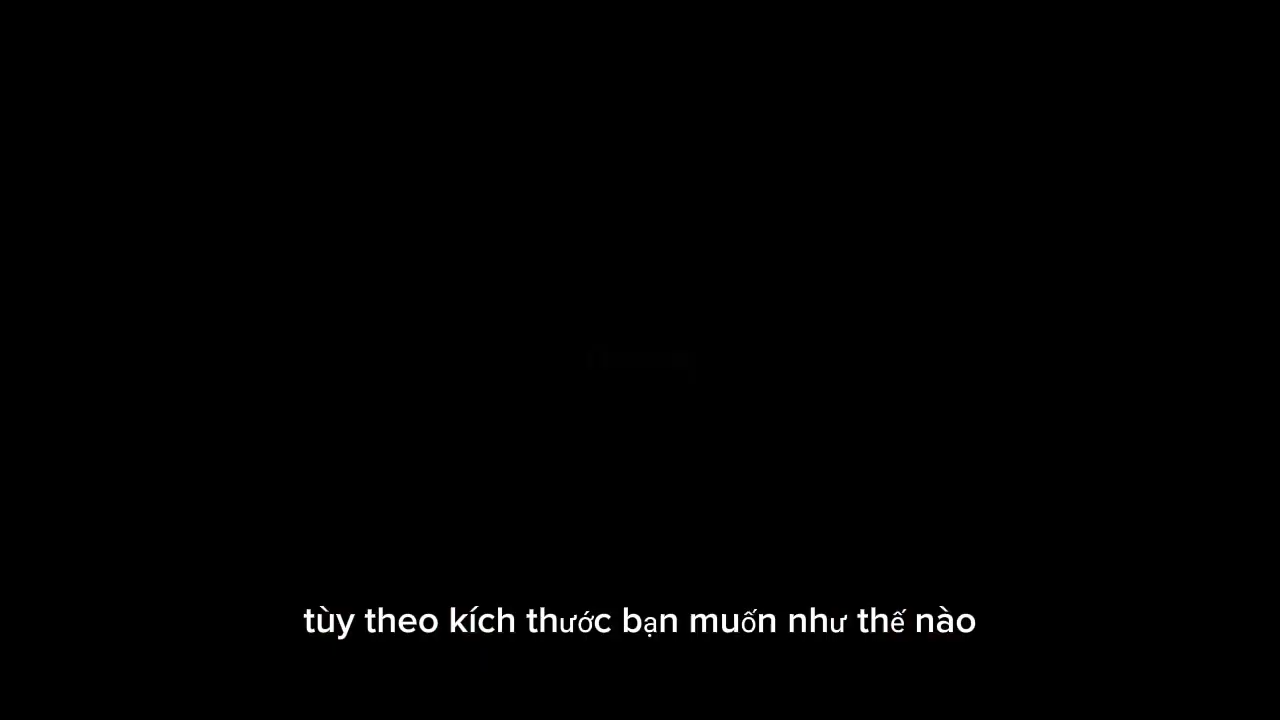 tùy theo kích thước bạn muốn như thế nào